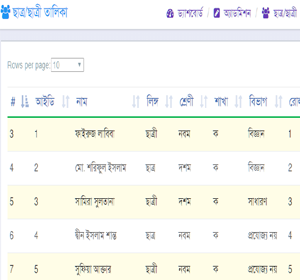 ছাত্র/ছাত্রী তালিকা ড্যাশবোর্ড / অ্যাডমিশন / ছাত্র/ছাত্রী
Rows per page: 10
# আইডি নাম লিঙ্গ শ্রেণী শাখা বিভাগ রোল
3 1 ফাইরুজ লাবিবা ছাত্রী নবম ক বিজ্ঞান 1
4 2 মো. শরিফুল ইসলাম ছাত্র দশম ক বিজ্ঞান 2
5 3 সামিরা সুলতানা ছাত্রী দশম ক সাধারণ 3
6 4 দ্বীন ইসলাম শান্ত ছাত্র নবম ক প্রযোজ্য নয় 4
7 5 সুফিয়া আক্তার ছাত্রী নবম ক প্রযোজ্য নয় 5